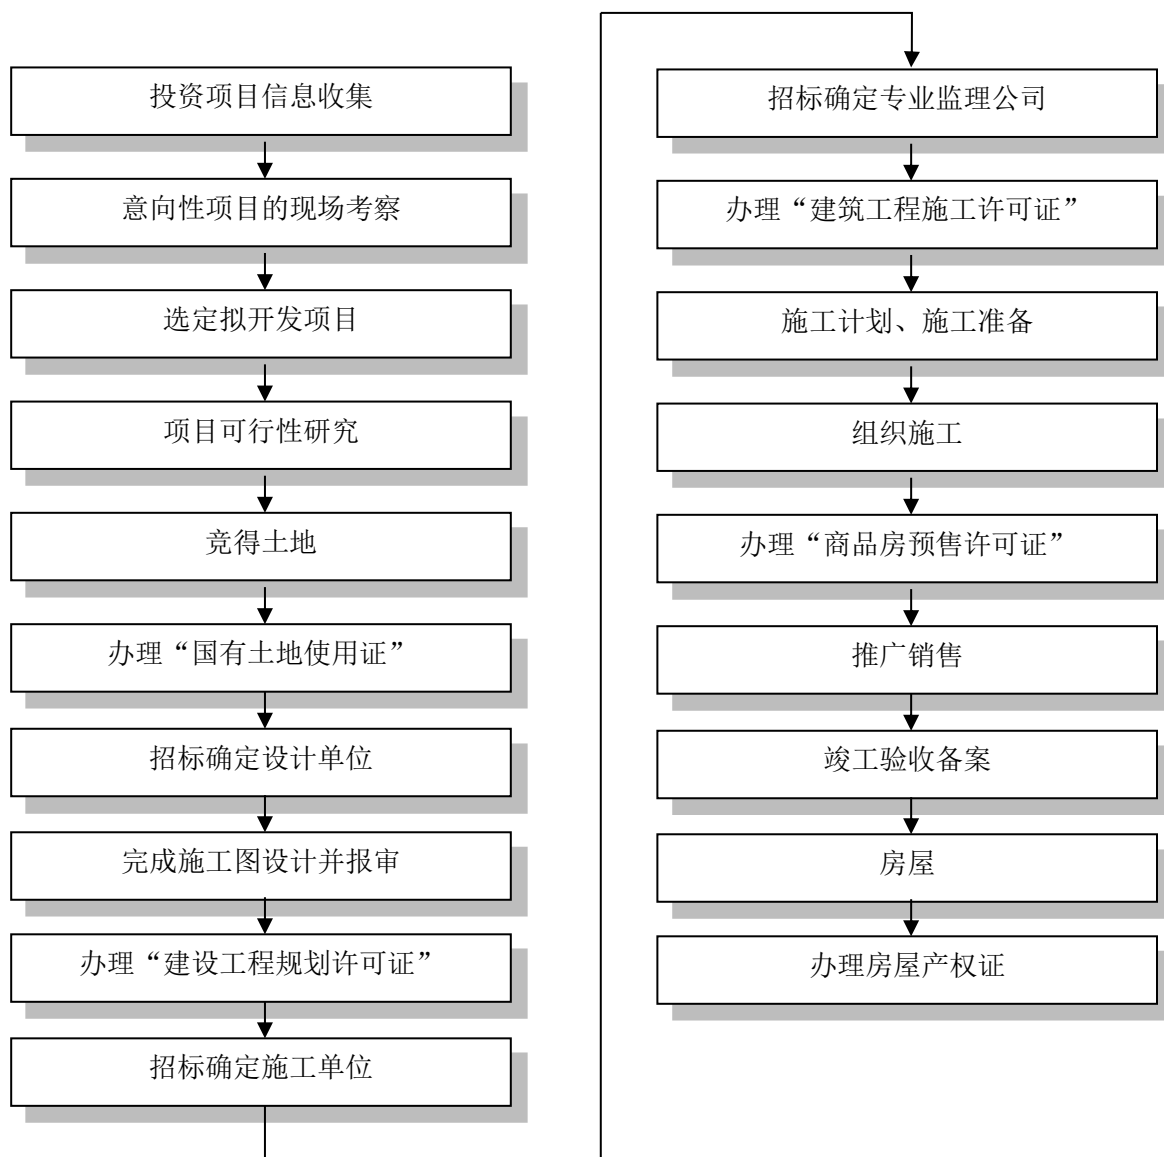 投资项目信息收集
意向性项目的现场考察
选定拟开发项目
项目可行性研究
竞得土地
办理“国有土地使用证”
招标确定设计单位
完成施工图设计并报审
办理“建设工程规划许可证”
招标确定施工单位
招标确定专业监理公司
办理“建筑工程施工许可证”
施工计划、施工准备
组织施工
办理“商品房预售许可证”
推广销售
竣工验收备案
房屋
办理房屋产权证